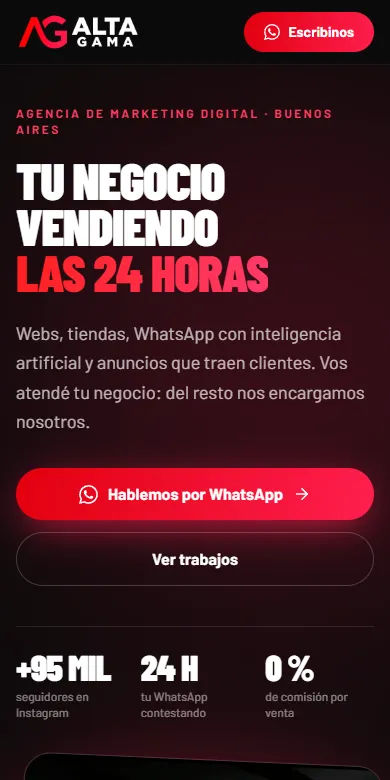 AG ALTA
GAMA
Escribinos
AGENCIA DE MARKETING DIGITAL · BUENOS
AIRES
TU NEGOCIO
VENDIENDO
LAS 24 HORAS
Webs, tiendas, WhatsApp con inteligencia
artificial y anuncios que traen clientes. Vos
atendé tu negocio: del resto nos encargamos
nosotros.
Hablemos por WhatsApp →
Ver trabajos
+95 MIL 24 H 0 %
seguidores en tu WhatsApp de comisión por
Instagram contestando venta